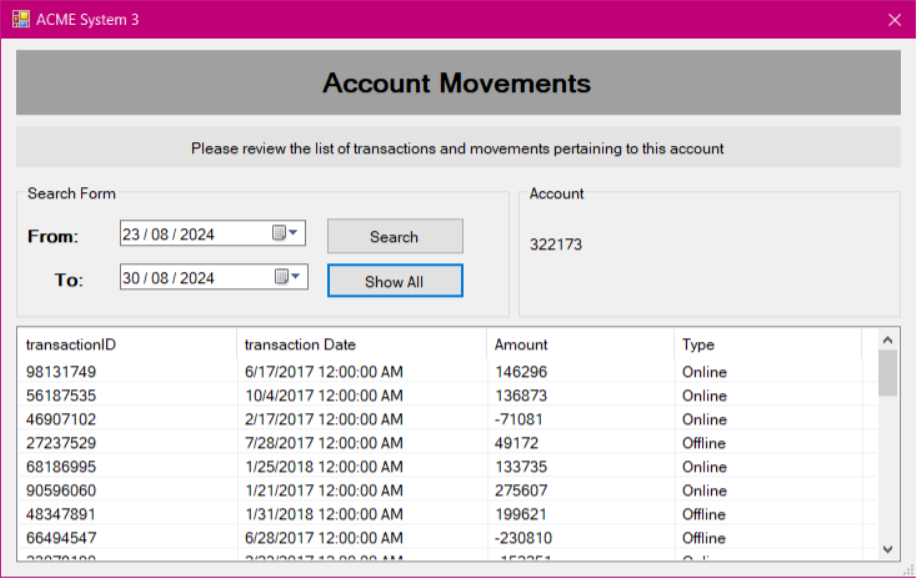 ACME System 3
Account Movements
Please review the list of transactions and movements pertaining to this account
Search Form
From: 23 / 08 / 2024 Search
To: 30 / 08 / 2024 Show All
Account
322173
transactionID transaction Date Amount Type
98131749 6/17/2017 12:00:00 AM 146296 Online
56187535 10/4/2017 12:00:00 AM 136873 Online
46907102 2/17/2017 12:00:00 AM -71081 Online
27237529 7/28/2017 12:00:00 AM 49172 Offline
68186995 1/25/2018 12:00:00 AM 133735 Online
90596060 1/21/2017 12:00:00 AM 275607 Online
48347891 1/31/2018 12:00:00 AM 199621 Offline
66494547 6/28/2017 12:00:00 AM -230810 Offline